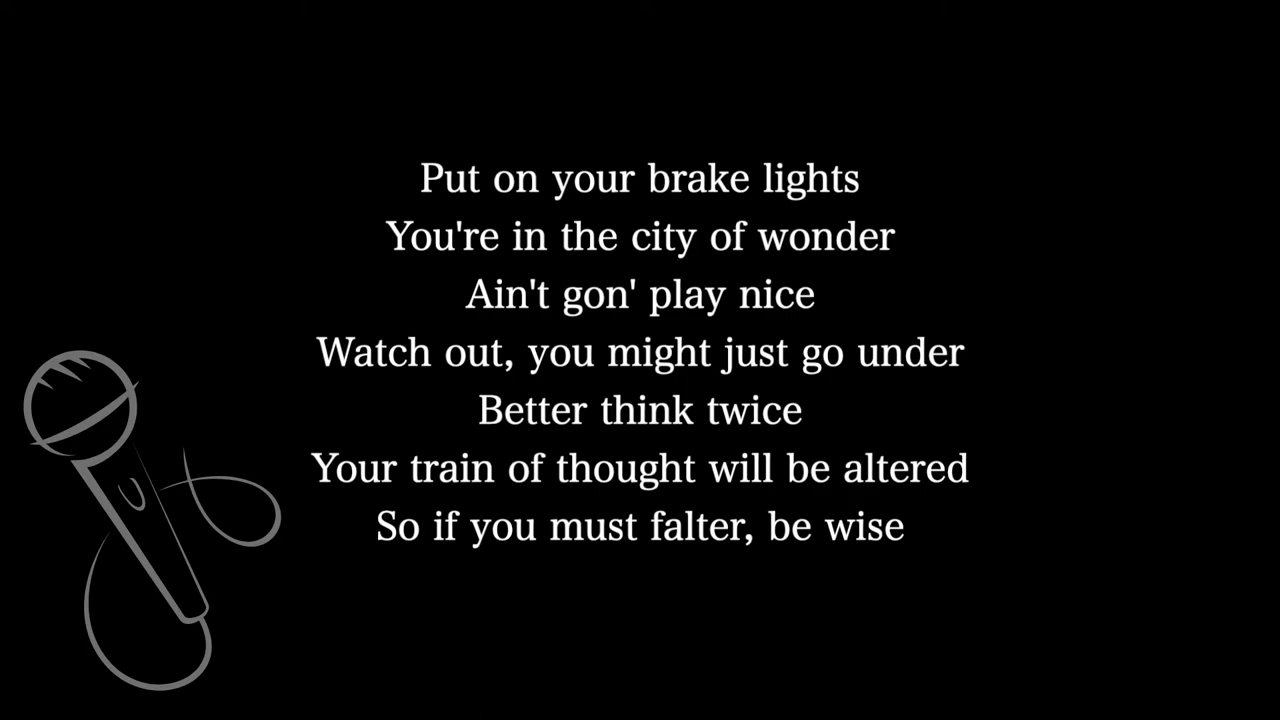 Put on your brake lights
You're in the city of wonder
Ain't gon' play nice
Watch out, you might just go under
Better think twice
Your train of thought will be altered
So if you must falter, be wise